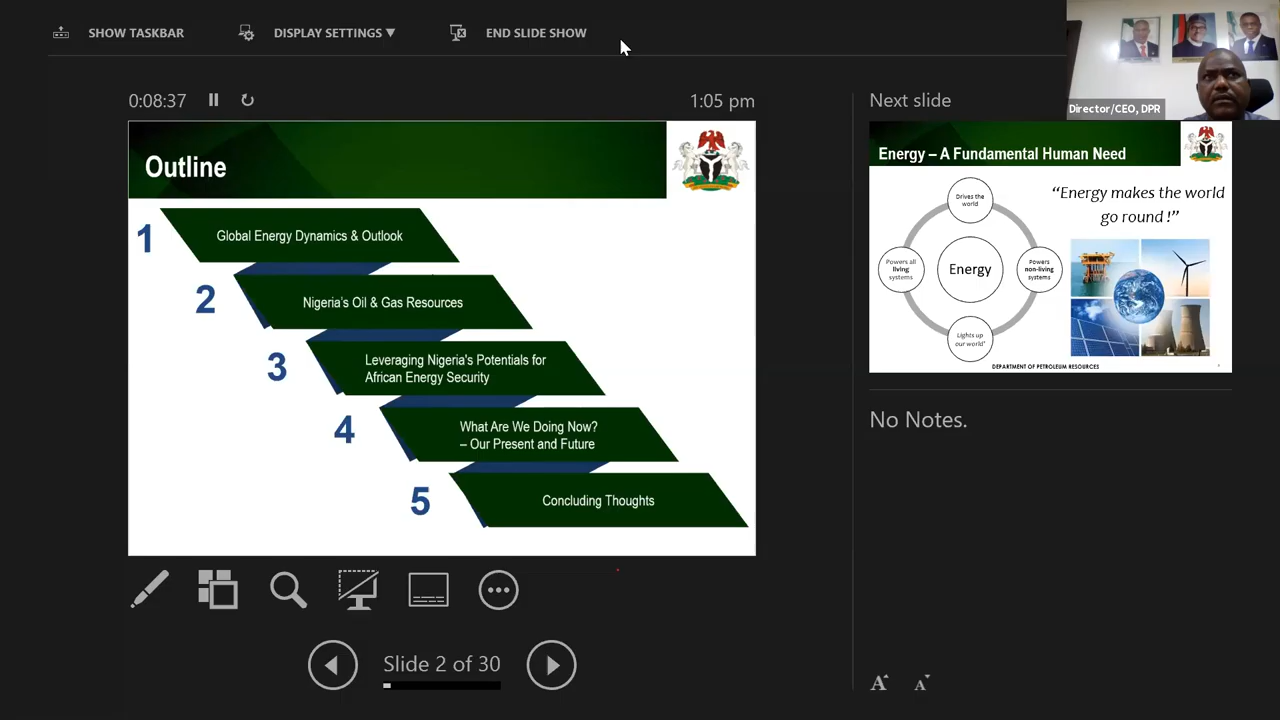 SHOW TASKBAR
DISPLAY SETTINGS ▼
END SLIDE SHOW
Director/CEO, DPR
0:08:37
1:05 pm
Outline
1
Global Energy Dynamics & Outlook
2
Nigeria's Oil & Gas Resources
3
Leveraging Nigeria's Potentials for
African Energy Security
4
What Are We Doing Now?
– Our Present and Future
5
Concluding Thoughts
Slide 2 of 30
Next slide
Energy – A Fundamental Human Need
“Energy makes the world
go round !”
Drives the
world
Powers all
living
systems
Energy
Powers
non-living
systems
Lights up
our world"
DEPARTMENT OF PETROLEUM RESOURCES
No Notes.
A
A